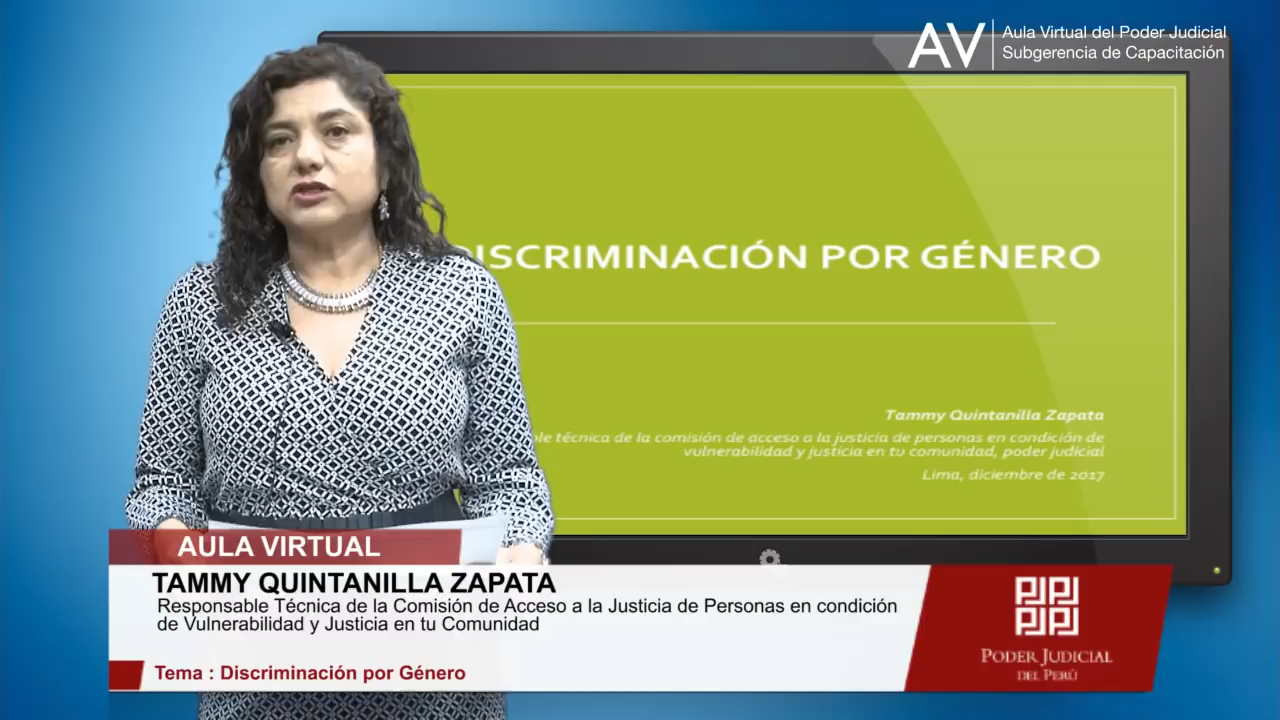 AV
Aula Virtual del Poder Judicial
Subgerencia de Capacitación
DISCRIMINACIÓN POR GÉNERO
Tammy Quintanilla Zapata
técnica de la comisión de acceso a la justicia de personas en condición de
vulnerabilidad y justicia en tu comunidad, poder judicial
Lima, diciembre de 2017
AULA VIRTUAL
TAMMY QUINTANILLA ZAPATA
Responsable Técnica de la Comisión de Acceso a la Justicia de Personas en condición
de Vulnerabilidad y Justicia en tu Comunidad
Tema : Discriminación por Género
PJPJ
PJPJ
PODER JUDICIAL
DEL PERÚ